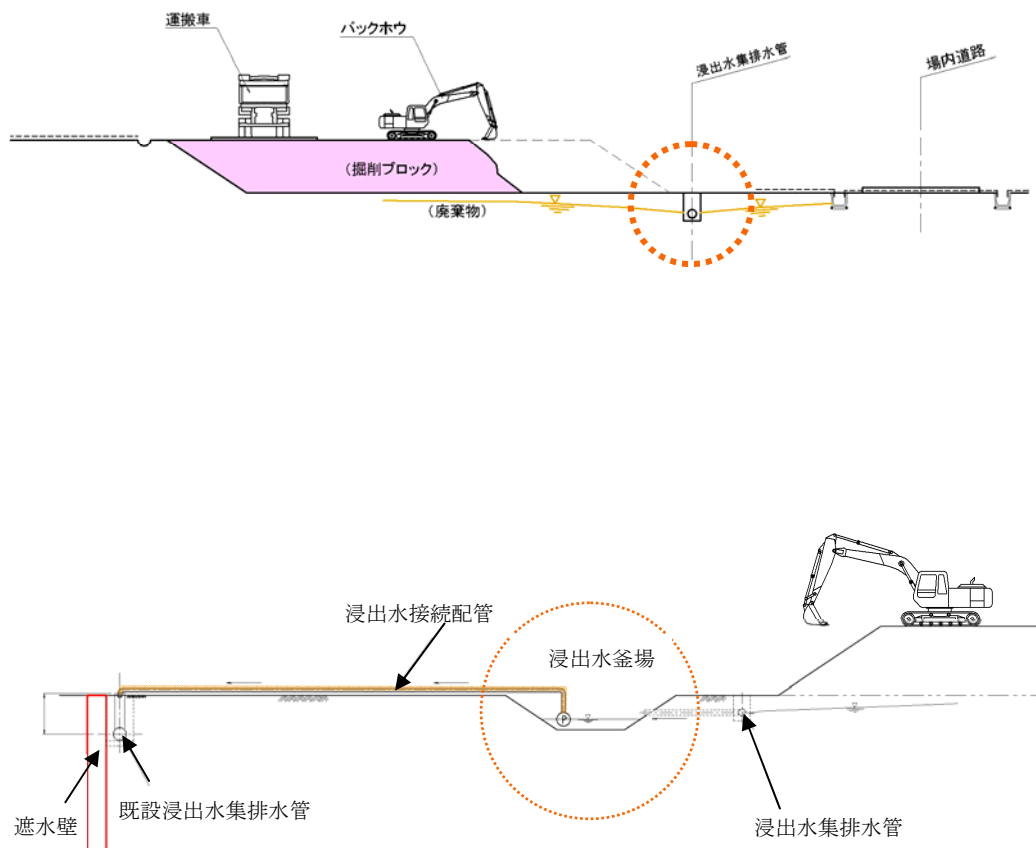 運搬車
バックホウ
浸出水集排水管
場内道路
(掘削ブロック)
(廃棄物)
浸出水接続配管
浸出水釜場
P
既設浸出水集排水管
遮水壁
浸出水集排水管